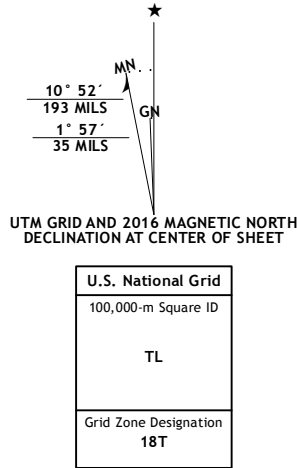 MN
GN
10° 52´
193 MILS
1° 57´
35 MILS
UTM GRID AND 2016 MAGNETIC NORTH
DECLINATION AT CENTER OF SHEET
U.S. National Grid
100,000-m Square ID
TL
Grid Zone Designation
18T